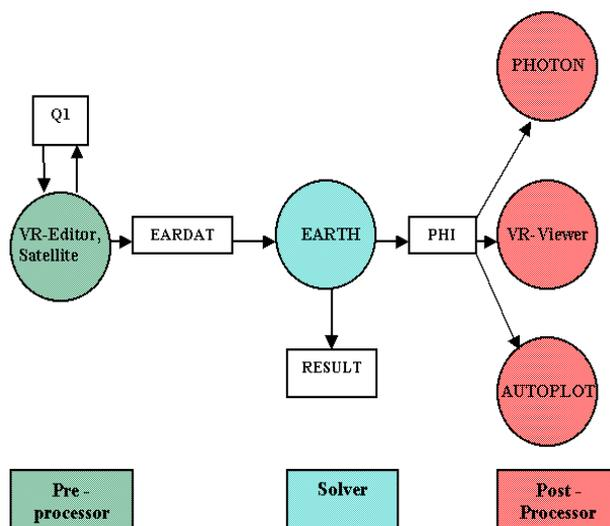 PHOTON
Q1
VR-Editor,
Satellite
EARDAT
EARTH
PHI
VR-Viewer
RESULT
AUTOPLOT
Pre -
processor
Solver
Post -
Processor